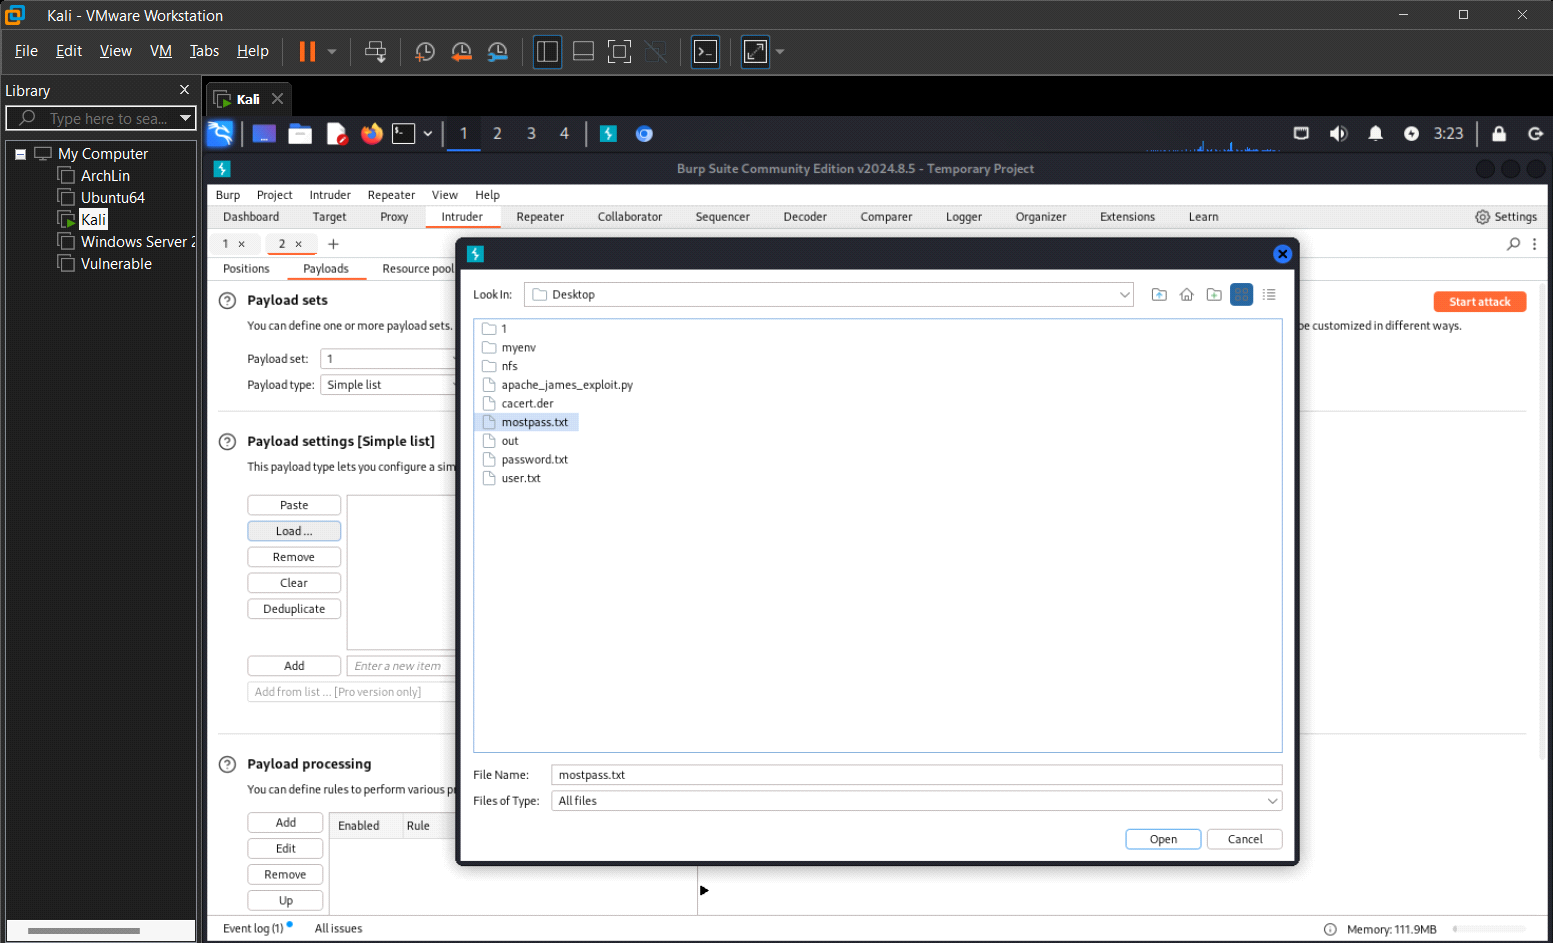 Kali - VMware Workstation
File Edit View VM Tabs Help
Library
Type here to sea...
My Computer
ArchLin
Ubuntu64
Kali
Windows Server 2
Vulnerable
Kali
1 2 3 4
3:23
Burp Suite Community Edition v2024.8.5 - Temporary Project
Burp Project Intruder Repeater View Help
Dashboard Target Proxy Intruder Repeater Collaborator Sequencer Decoder Comparer Logger Organizer Extensions Learn Settings
1 × 2 × +
Positions Payloads Resource pool
Payload sets
Start attack
You can define one or more payload sets.
be customized in different ways.
Payload set: 1
Payload type: Simple list
Payload settings [Simple list]
This payload type lets you configure a sim
Paste
Load ...
Remove
Clear
Deduplicate
Add Enter a new item
Add from list ... [Pro version only]
Payload processing
You can define rules to perform various p
Add
Enabled Rule
Edit
Remove
Up
Look In: Desktop
1
myenv
nfs
apache_james_exploit.py
cacert.der
mostpass.txt
out
password.txt
user.txt
File Name: mostpass.txt
Files of Type: All files
Open Cancel
Event log (1) All issues
Memory: 111.9MB